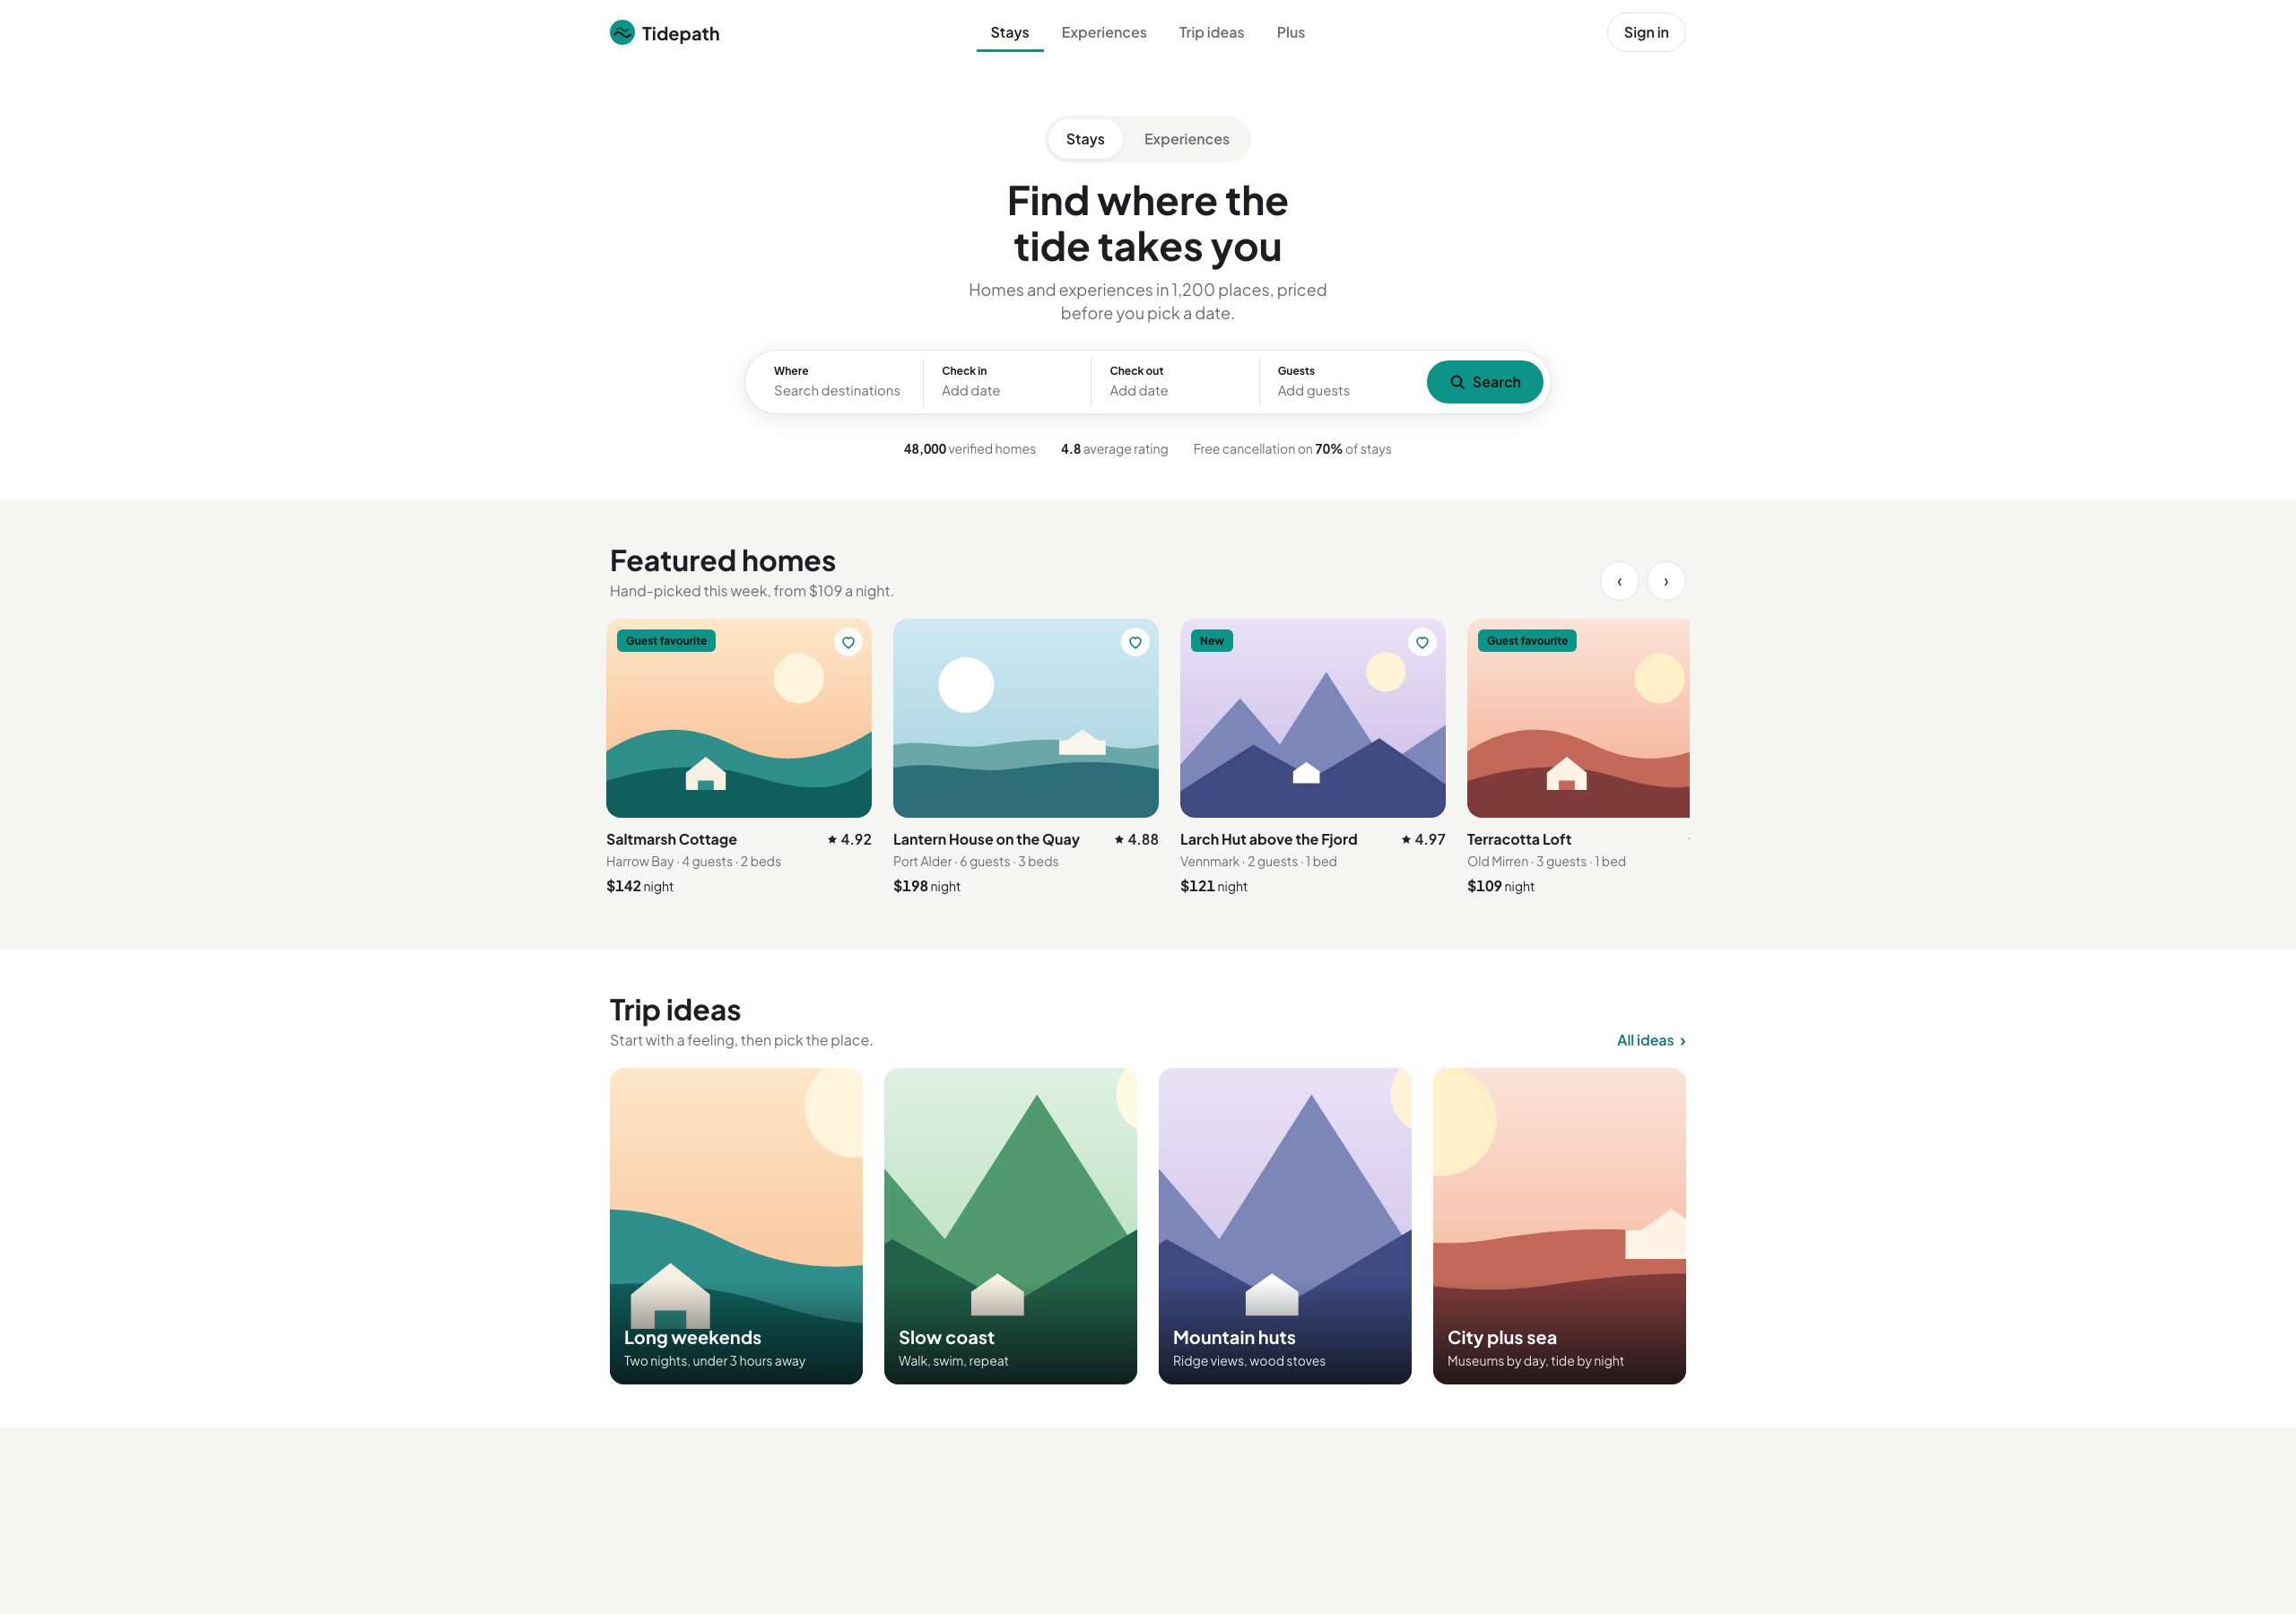 Tidepath
Stays
Experiences
Trip ideas
Plus
Sign in
Stays
Experiences
Find where the
tide takes you
Homes and experiences in 1,200 places, priced
before you pick a date.
Where
Search destinations
Check in
Add date
Check out
Add date
Guests
Add guests
Search
48,000 verified homes
4.8 average rating
Free cancellation on 70% of stays
Featured homes
Hand-picked this week, from $109 a night.
‹
›
Guest favourite
Saltmarsh Cottage
★ 4.92
Harrow Bay · 4 guests · 2 beds
$142 night
Lantern House on the Quay
★ 4.88
Port Alder · 6 guests · 3 beds
$198 night
New
Larch Hut above the Fjord
★ 4.97
Vennmark · 2 guests · 1 bed
$121 night
Guest favourite
Terracotta Loft
Old Mirren · 3 guests · 1 bed
$109 night
Trip ideas
Start with a feeling, then pick the place.
All ideas ›
Long weekends
Two nights, under 3 hours away
Slow coast
Walk, swim, repeat
Mountain huts
Ridge views, wood stoves
City plus sea
Museums by day, tide by night